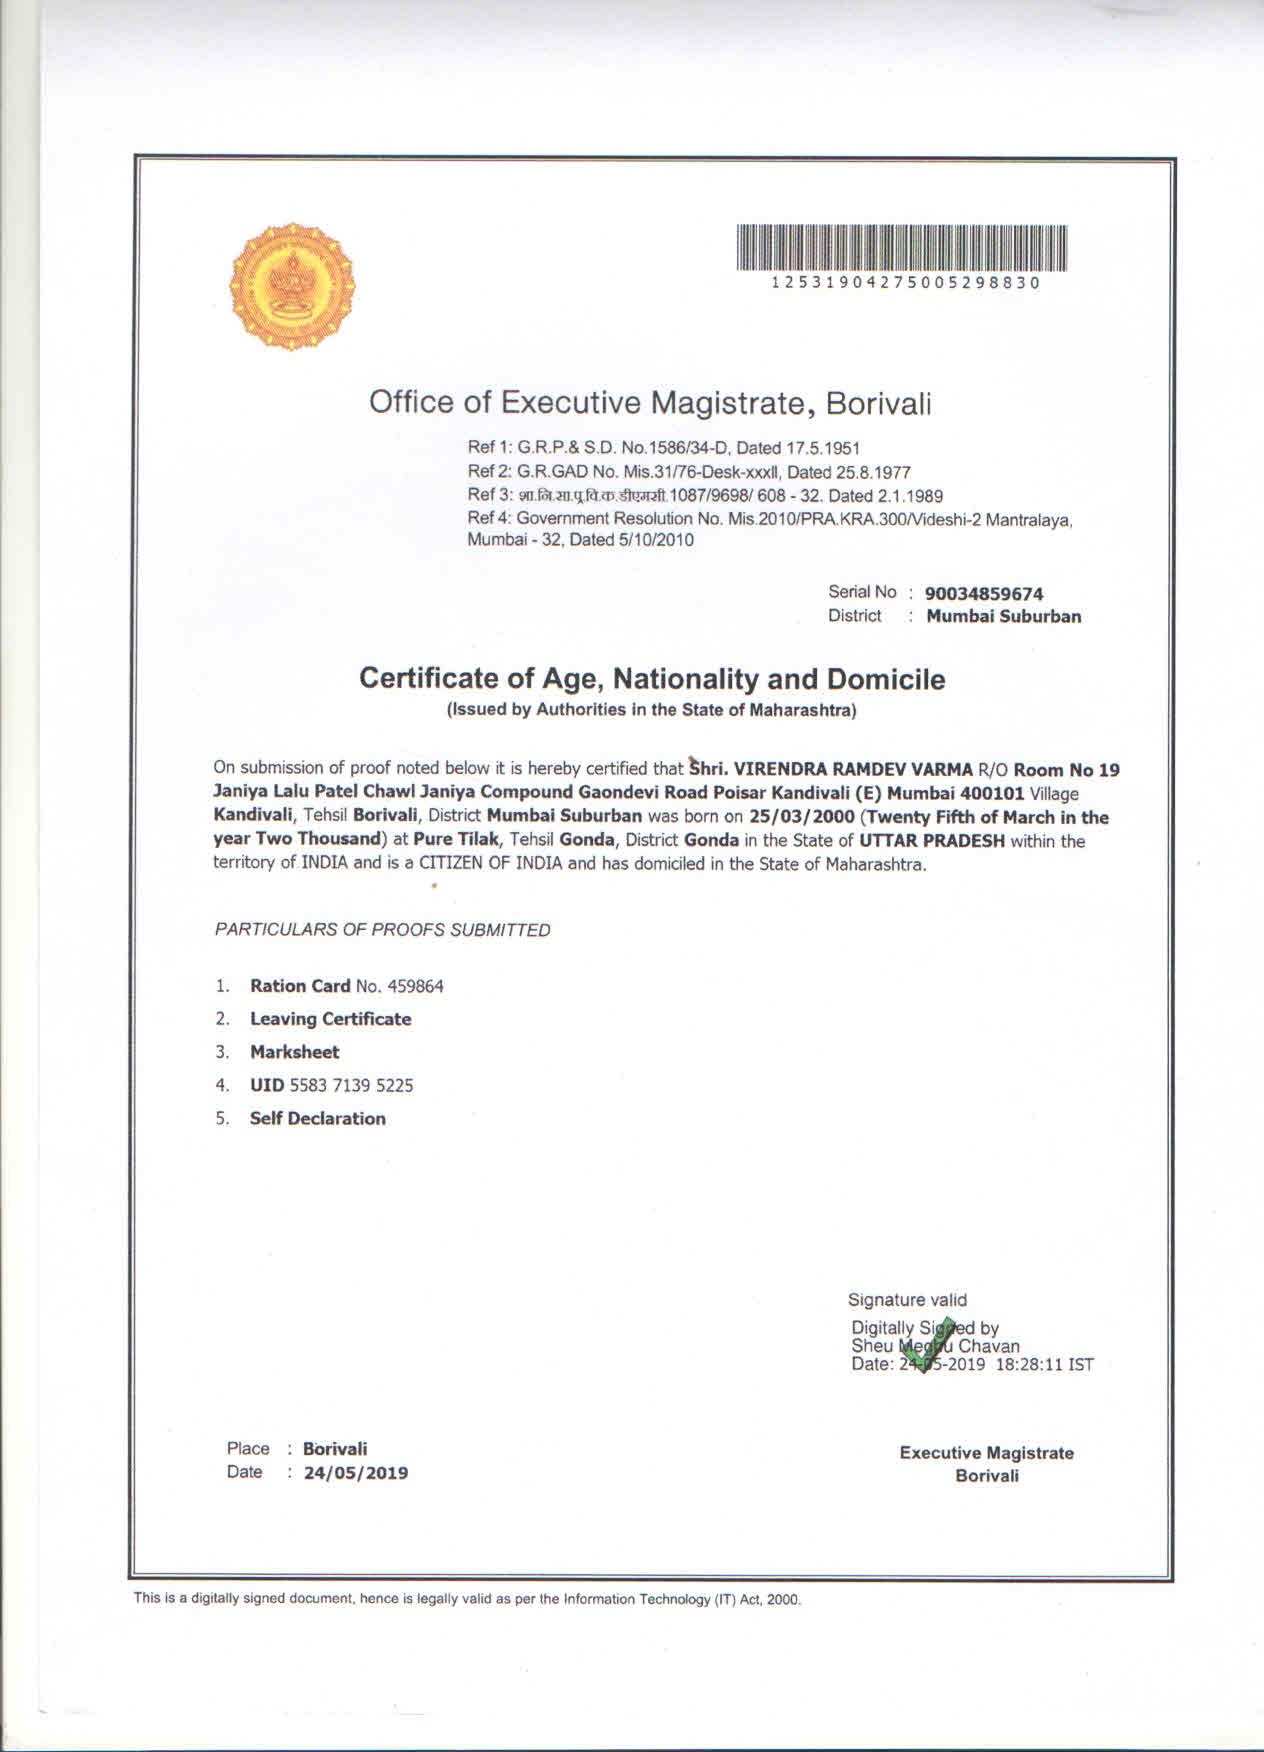 12531904275005298830
Office of Executive Magistrate, Borivali
Ref 1: G.R.P.& S.D. No.1586/34-D, Dated 17.5.1951
Ref 2: G.R.GAD No. Mis.31/76-Desk-xxxII, Dated 25.8.1977
Ref 3: शा.नि.सा.प्र.वि.क.डीएमसी.1087/9698/ 608 - 32. Dated 2.1.1989
Ref 4: Government Resolution No. Mis.2010/PRA.KRA.300/Videshi-2 Mantralaya,
Mumbai - 32, Dated 5/10/2010
Serial No : 90034859674
District : Mumbai Suburban
Certificate of Age, Nationality and Domicile
(Issued by Authorities in the State of Maharashtra)
On submission of proof noted below it is hereby certified that Shri. VIRENDRA RAMDEV VARMA R/O Room No 19
Janiya Lalu Patel Chawl Janiya Compound Gaondevi Road Poisar Kandivali (E) Mumbai 400101 Village
Kandivali, Tehsil Borivali, District Mumbai Suburban was born on 25/03/2000 (Twenty Fifth of March in the
year Two Thousand) at Pure Tilak, Tehsil Gonda, District Gonda in the State of UTTAR PRADESH within the
territory of INDIA and is a CITIZEN OF INDIA and has domiciled in the State of Maharashtra.
PARTICULARS OF PROOFS SUBMITTED
1. Ration Card No. 459864
2. Leaving Certificate
3. Marksheet
4. UID 5583 7139 5225
5. Self Declaration
Signature valid
Digitally Signed by
Sheu Meghu Chavan
Date: 24-05-2019 18:28:11 IST
Place : Borivali
Date : 24/05/2019
Executive Magistrate
Borivali
This is a digitally signed document, hence is legally valid as per the Information Technology (IT) Act, 2000.